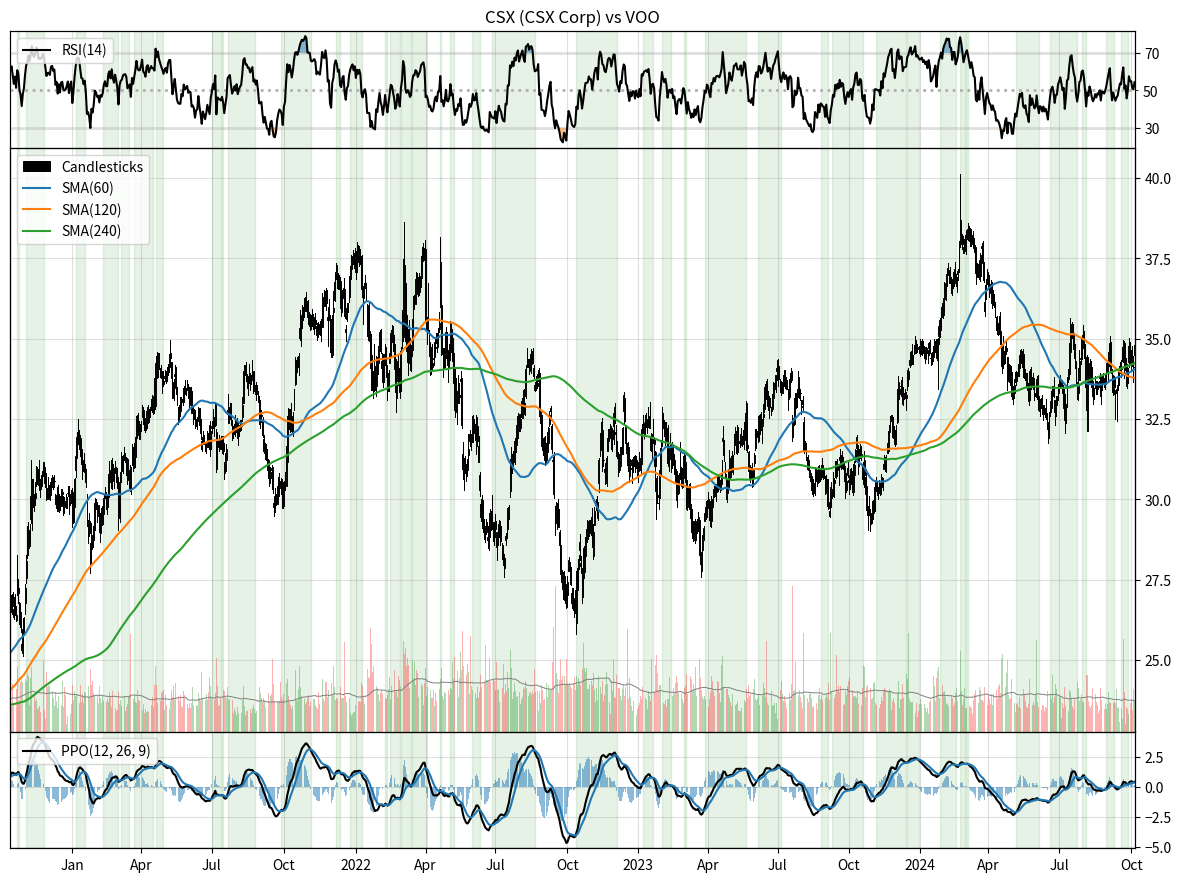 CSX (CSX Corp) vs VOO
RSI(14)
70
50
30
Candlesticks
SMA(60)
SMA(120)
SMA(240)
40.0
37.5
35.0
32.5
30.0
27.5
25.0
PPO(12, 26, 9)
2.5
0.0
−2.5
−5.0
Jan Apr Jul Oct 2022 Apr Jul Oct 2023 Apr Jul Oct 2024 Apr Jul Oct